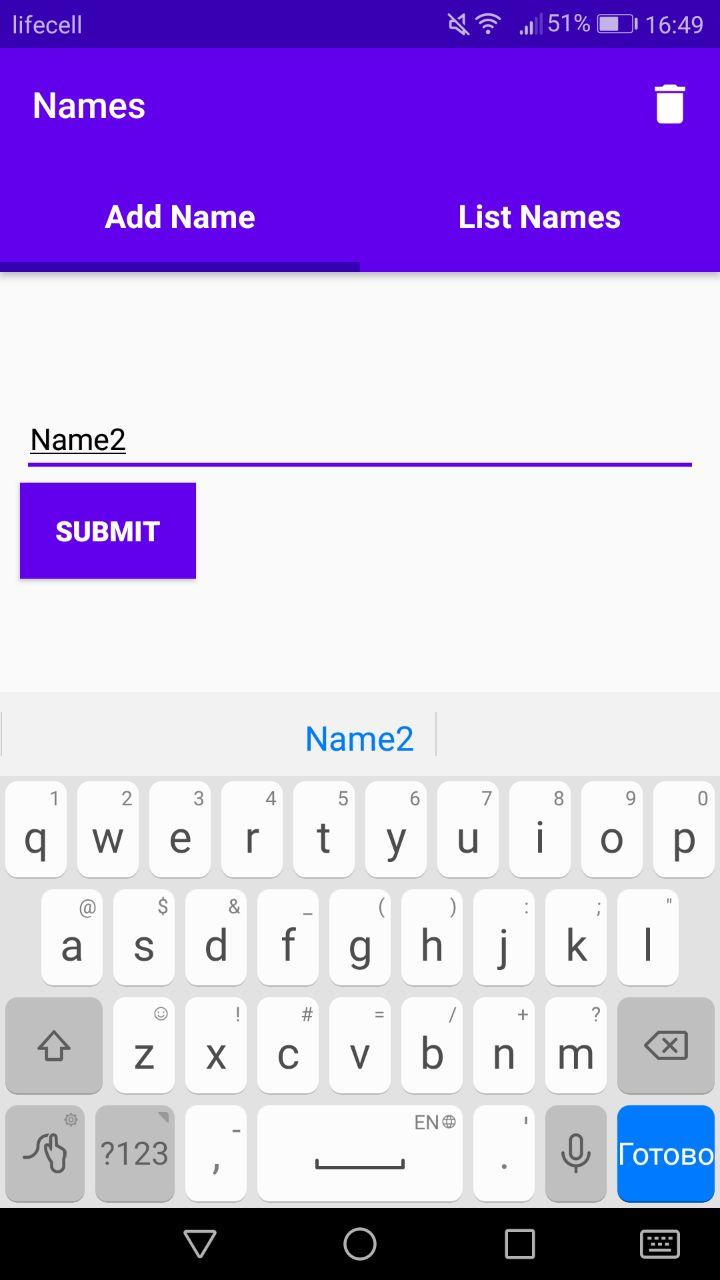 lifecell 51% 16:49
Names
Add Name List Names
Name2
SUBMIT
Name2
1 2 3 4 5 6 7 8 9 0
q w e r t y u i o p
@ $ & _ ( ) : ; "
a s d f g h j k l
! # = / + ?
z x c v b n m
- EN '
?123 , . Готово